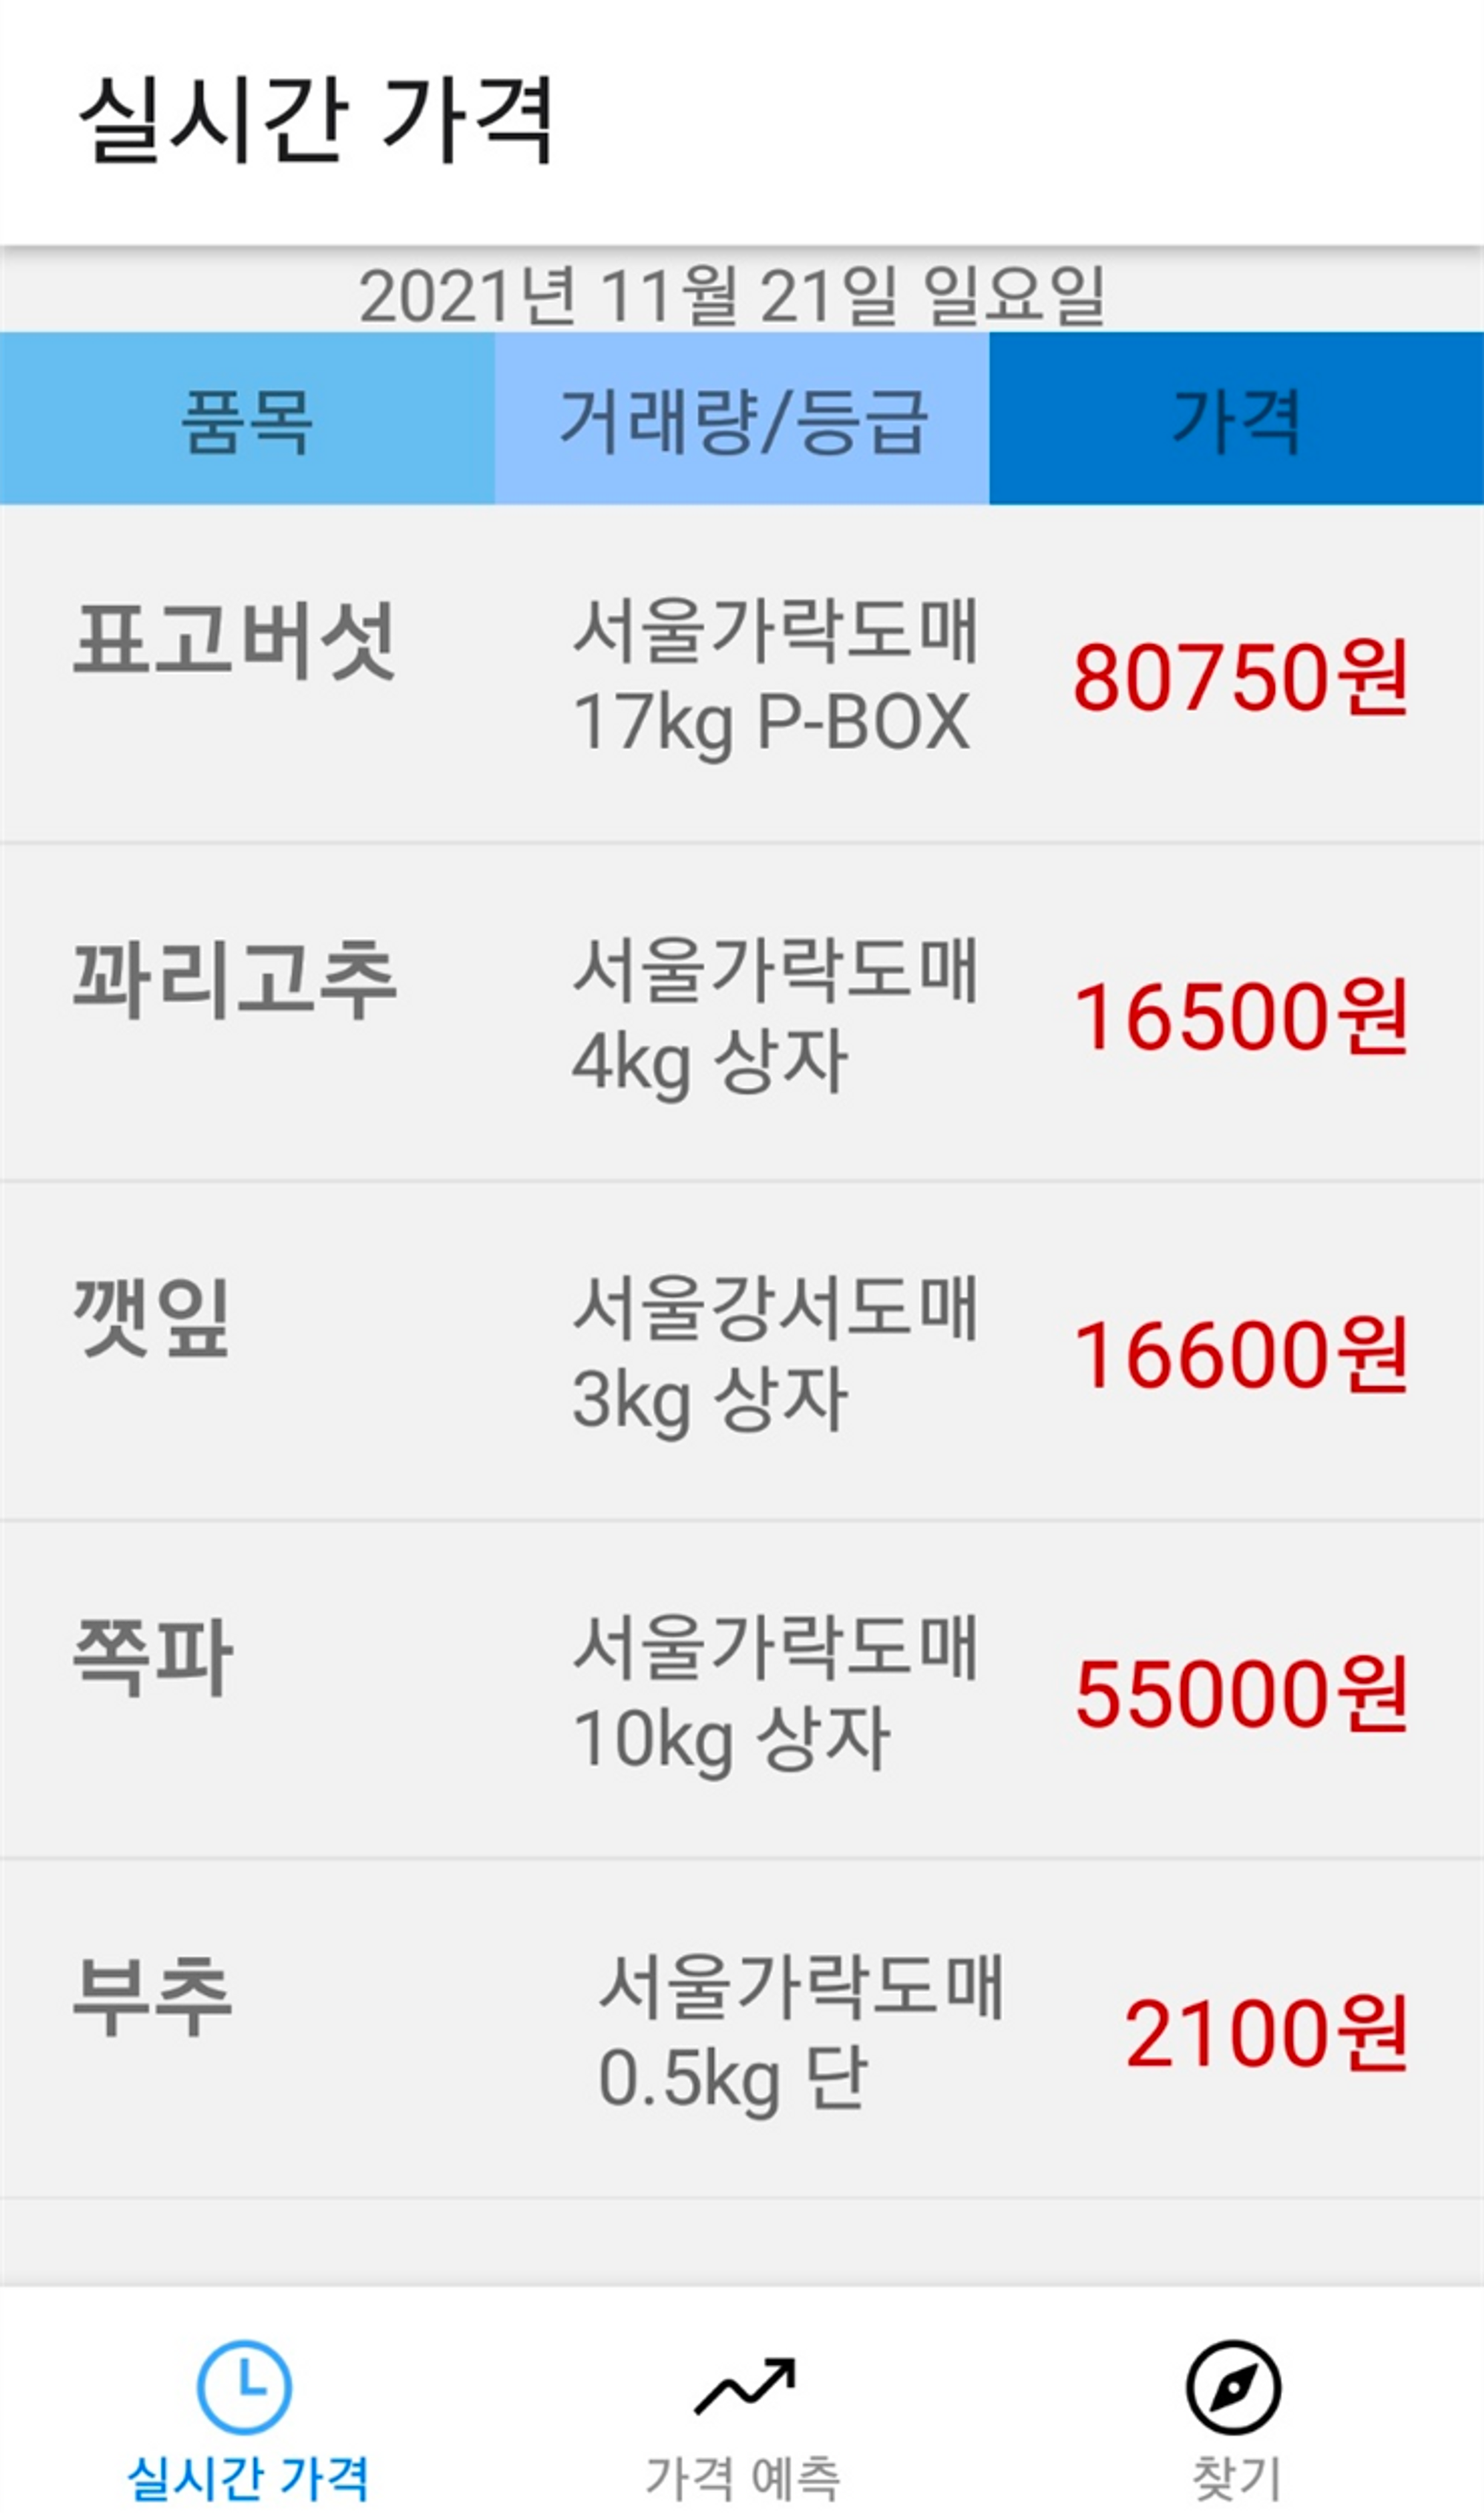 실시간 가격
2021년 11월 21일 일요일
품목 거래량/등급 가격
표고버섯 서울가락도매 80750원
17kg P-BOX
꽈리고추 서울가락도매 16500원
4kg 상자
깻잎 서울강서도매 16600원
3kg 상자
쪽파 서울가락도매 55000원
10kg 상자
부추 서울가락도매 2100원
0.5kg 단
실시간 가격 가격 예측 찾기